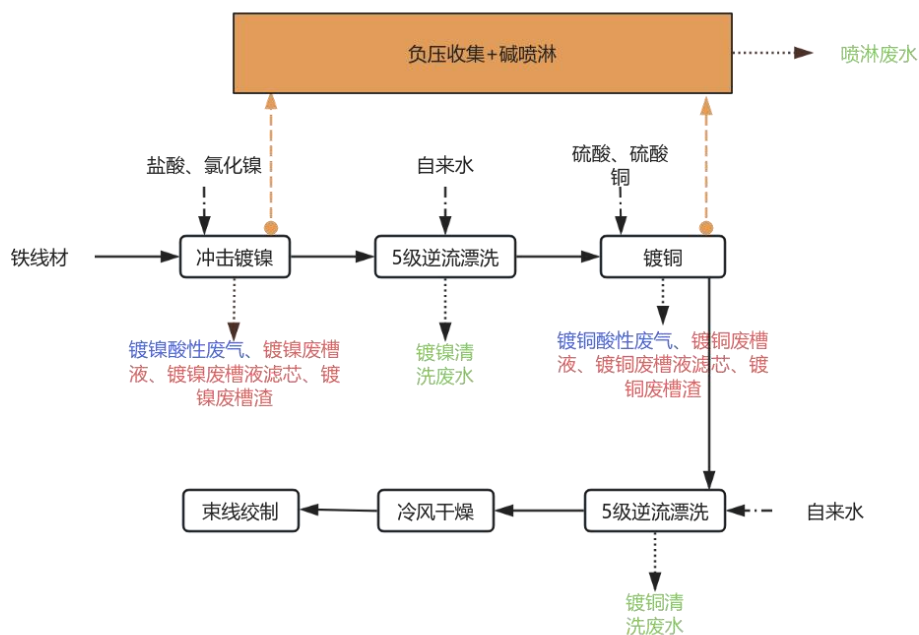 负压收集+碱喷淋
喷淋废水
盐酸、氯化镍
自来水
硫酸、硫酸
铜
铁线材
冲击镀镍
5级逆流漂洗
镀铜
镀镍酸性废气、镀镍废槽
液、镀镍废槽液滤芯、镀
镍废槽渣
镀镍清
洗废水
镀铜酸性废气、镀铜废槽
液、镀铜废槽液滤芯、镀
铜废槽渣
束线绞制
冷风干燥
5级逆流漂洗
自来水
镀铜清
洗废水